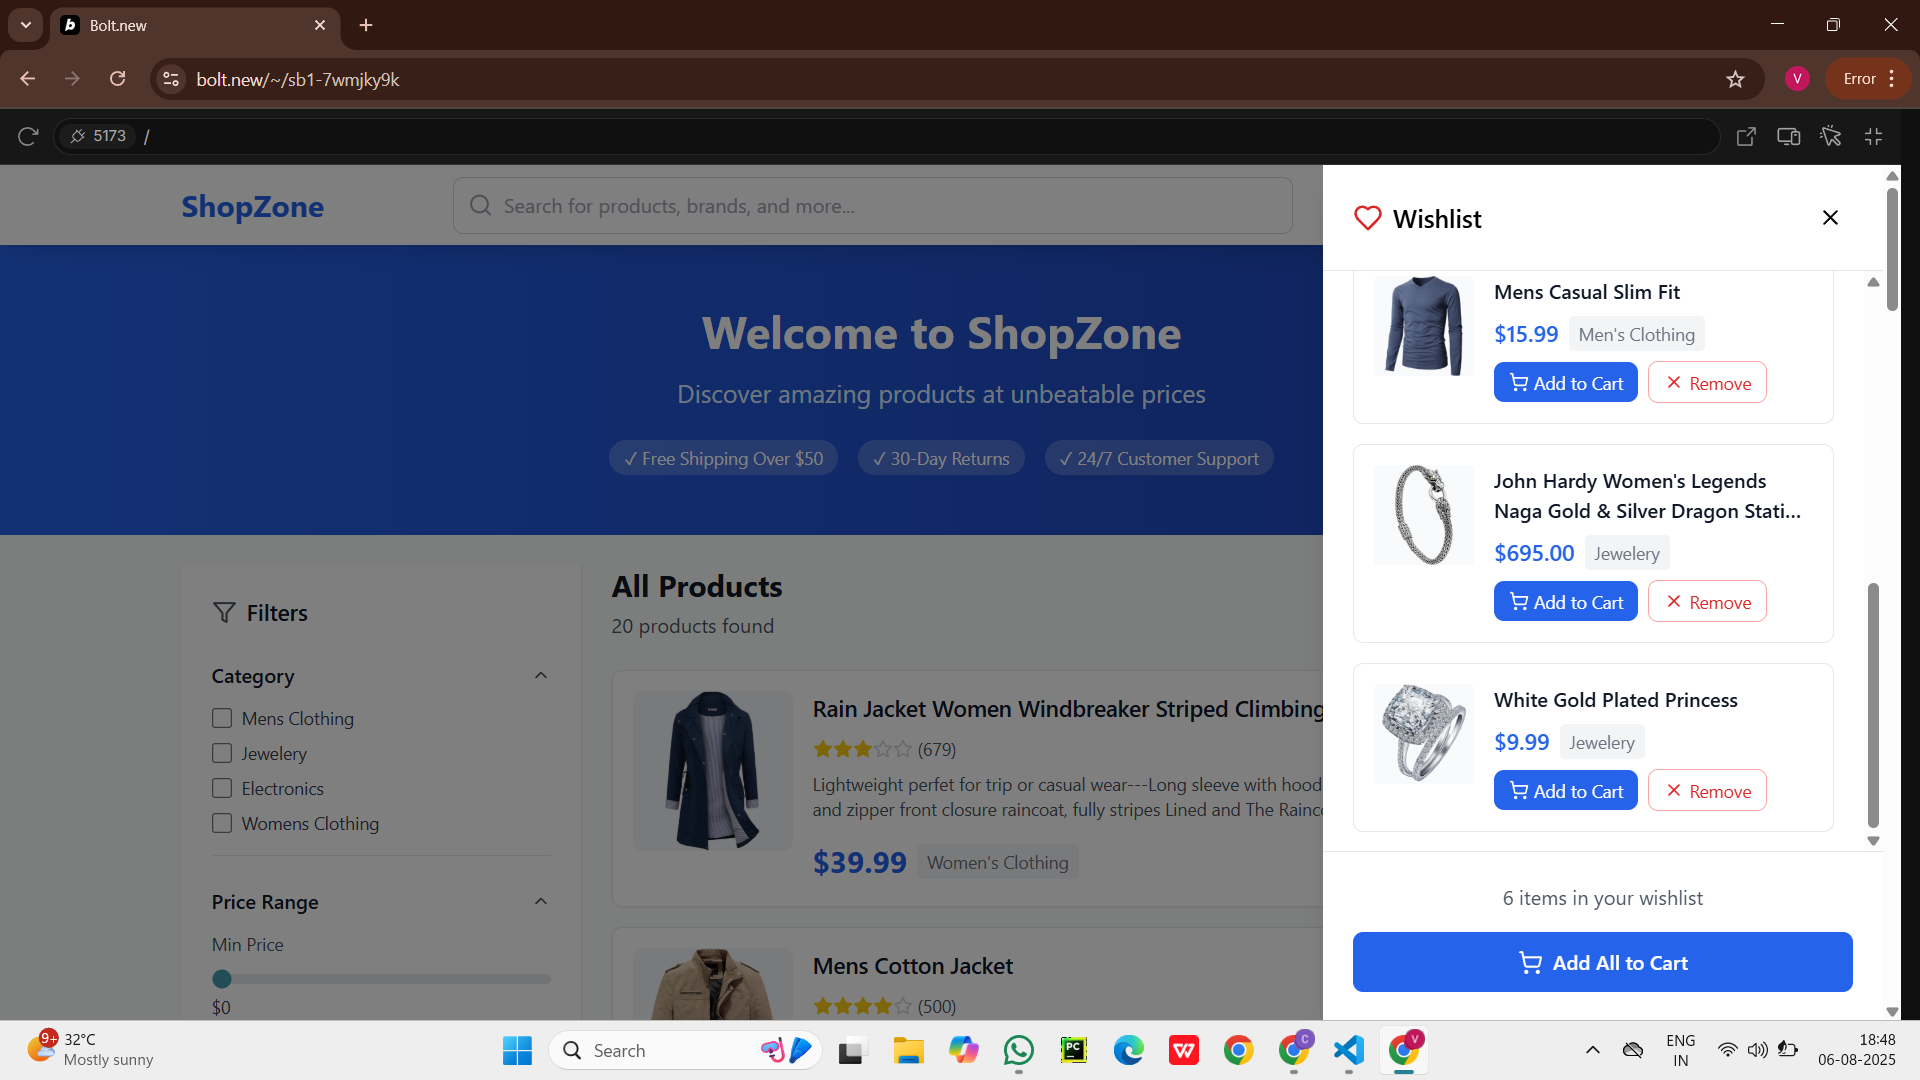 Bolt.new
bolt.new/~/sb1-7wmjky9k
V
Error
5173 /
ShopZone
Search for products, brands, and more...
Welcome to ShopZone
Discover amazing products at unbeatable prices
✓ Free Shipping Over $50
✓ 30-Day Returns
✓ 24/7 Customer Support
Filters
Category
Mens Clothing
Jewelery
Electronics
Womens Clothing
Price Range
Min Price
$0
All Products
20 products found
Rain Jacket Women Windbreaker Striped Climbing
(679)
Lightweight perfet for trip or casual wear---Long sleeve with hood
and zipper front closure raincoat, fully stripes Lined and The Rainc
$39.99 Women's Clothing
Mens Cotton Jacket
(500)
Wishlist
Mens Casual Slim Fit
$15.99 Men's Clothing
Add to Cart Remove
John Hardy Women's Legends
Naga Gold & Silver Dragon Stati...
$695.00 Jewelery
Add to Cart Remove
White Gold Plated Princess
$9.99 Jewelery
Add to Cart Remove
6 items in your wishlist
Add All to Cart
9+
32°C
Mostly sunny
Search
PC
W
C
V
ENG
IN
18:48
06-08-2025